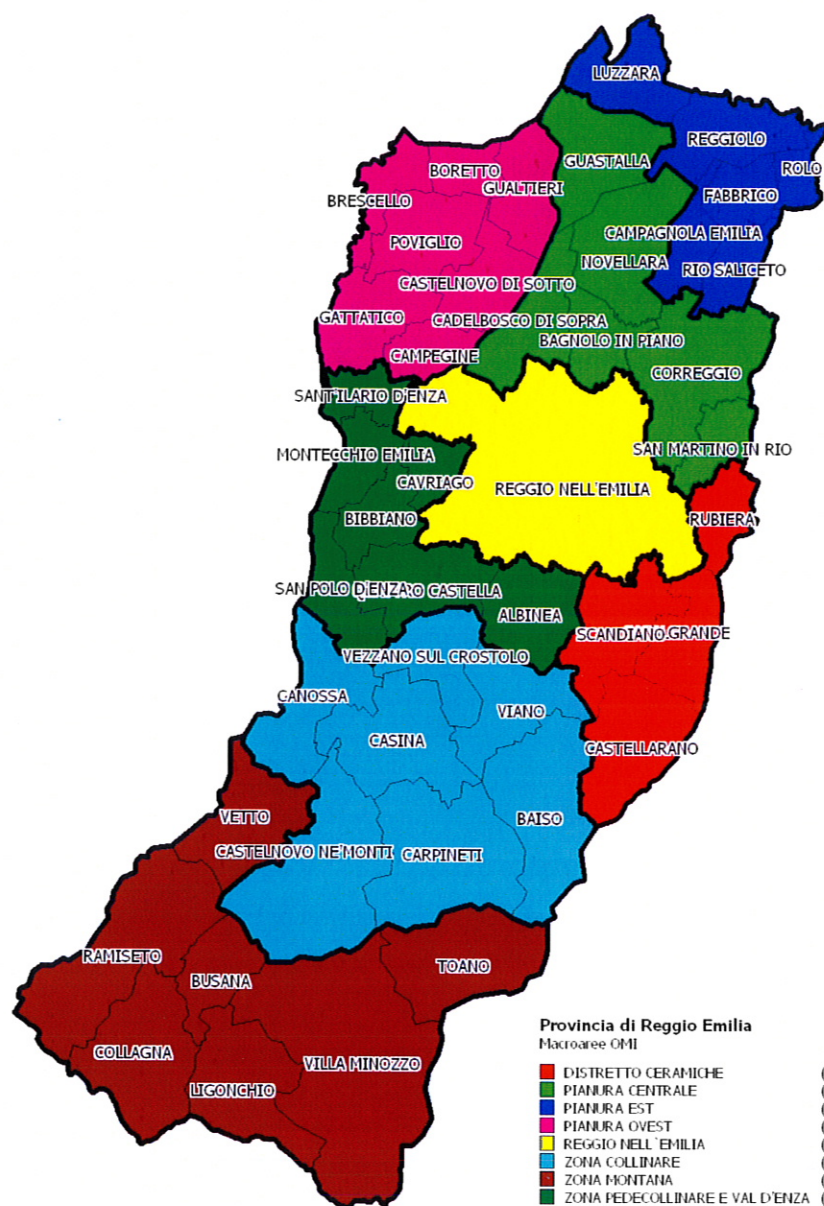 LUZZARA
REGGIOLO
GUASTALLA
ROLO
BORETTO
GUALTIERI
BRESCELLO
FABBRICO
CAMPAGNOLA EMILIA
POVIGLIO
NOVELLARA
RIO SALICETO
CASTELNOVO DI SOTTO
GATTATICO
CADELBOSCO DI SOPRA
BAGNOLO IN PIANO
CAMPEGINE
CORREGGIO
SANT'ILARIO D'ENZA
SAN MARTINO IN RIO
MONTECCHIO EMILIA
CAVRIAGO
REGGIO NELL'EMILIA
BIBBIANO
RUBIERA
SAN POLO D'ENZA
RO CASTELLA
ALBINEA
SCANDIANO
GRANDE
VEZZANO SUL CROSTOLO
CANOSSA
VIANO
CASINA
CASTELLARANO
VETTO
BAISO
CASTELNOVO NE'MONTI
CARPINETI
RAMISETO
TOANO
BUSANA
COLLAGNA
VILLA MINOZZO
LIGONCHIO
Provincia di Reggio Emilia
Macroaree OMI
DISTRETTO CERAMICHE (
PIANURA CENTRALE (
PIANURA EST (
PIANURA OVEST (
REGGIO NELL'EMILIA (
ZONA COLLINARE (
ZONA MONTANA (
ZONA PEDECOLLINARE E VAL D'ENZA (